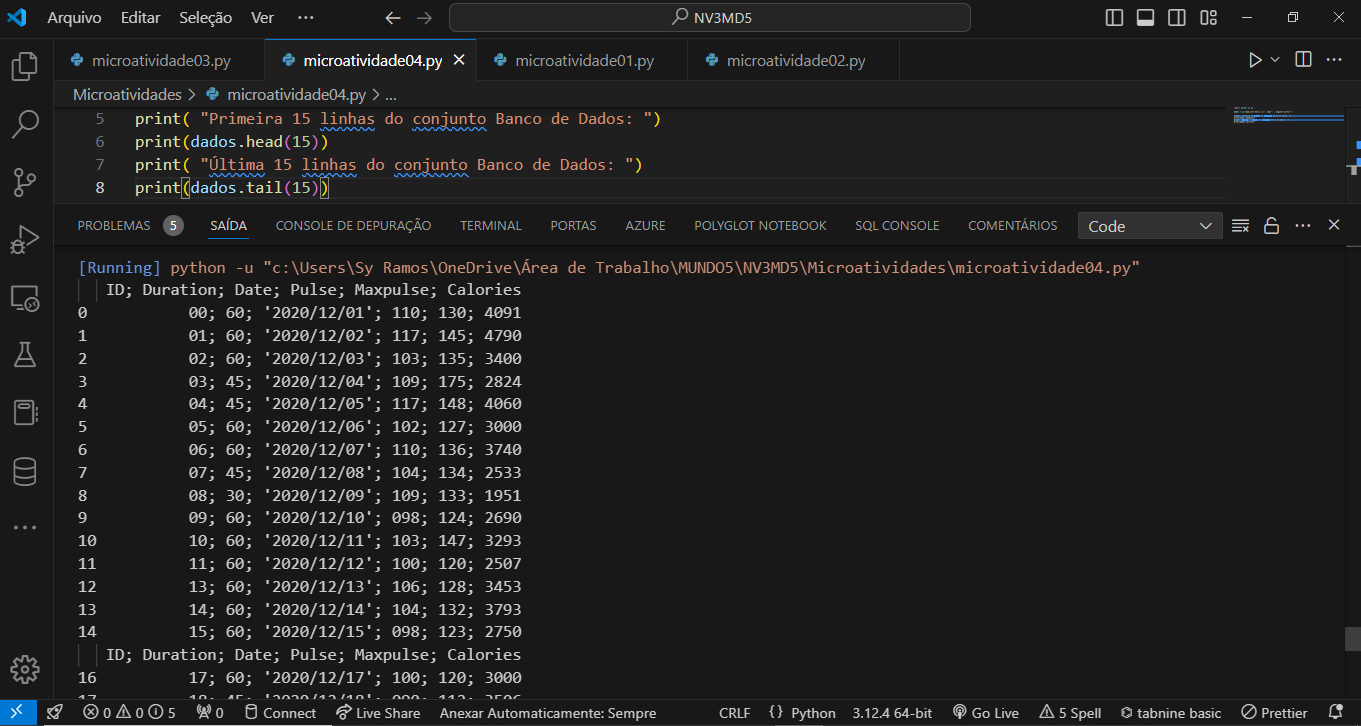 Arquivo Editar Seleção Ver ··· NV3MD5
microatividade03.py microatividade04.py microatividade01.py microatividade02.py
Microatividades > microatividade04.py > ...
5 print( "Primeira 15 linhas do conjunto Banco de Dados: ")
6 print(dados.head(15))
7 print( "Última 15 linhas do conjunto Banco de Dados: ")
8 print(dados.tail(15))
PROBLEMAS 5 SAÍDA CONSOLE DE DEPURAÇÃO TERMINAL PORTAS AZURE POLYGLOT NOTEBOOK SQL CONSOLE COMENTÁRIOS Code
[Running] python -u "c:\Users\Sy Ramos\OneDrive\Área de Trabalho\MUNDO5\NV3MD5\Microatividades\microatividade04.py"
ID; Duration; Date; Pulse; Maxpulse; Calories
0 00; 60; '2020/12/01'; 110; 130; 4091
1 01; 60; '2020/12/02'; 117; 145; 4790
2 02; 60; '2020/12/03'; 103; 135; 3400
3 03; 45; '2020/12/04'; 109; 175; 2824
4 04; 45; '2020/12/05'; 117; 148; 4060
5 05; 60; '2020/12/06'; 102; 127; 3000
6 06; 60; '2020/12/07'; 110; 136; 3740
7 07; 45; '2020/12/08'; 104; 134; 2533
8 08; 30; '2020/12/09'; 109; 133; 1951
9 09; 60; '2020/12/10'; 098; 124; 2690
10 10; 60; '2020/12/11'; 103; 147; 3293
11 11; 60; '2020/12/12'; 100; 120; 2507
12 13; 60; '2020/12/13'; 106; 128; 3453
13 14; 60; '2020/12/14'; 104; 132; 3793
14 15; 60; '2020/12/15'; 098; 123; 2750
ID; Duration; Date; Pulse; Maxpulse; Calories
16 17; 60; '2020/12/17'; 100; 120; 3000
0 0 5 0 Connect Live Share Anexar Automaticamente: Sempre CRLF {} Python 3.12.4 64-bit Go Live 5 Spell tabnine basic Prettier